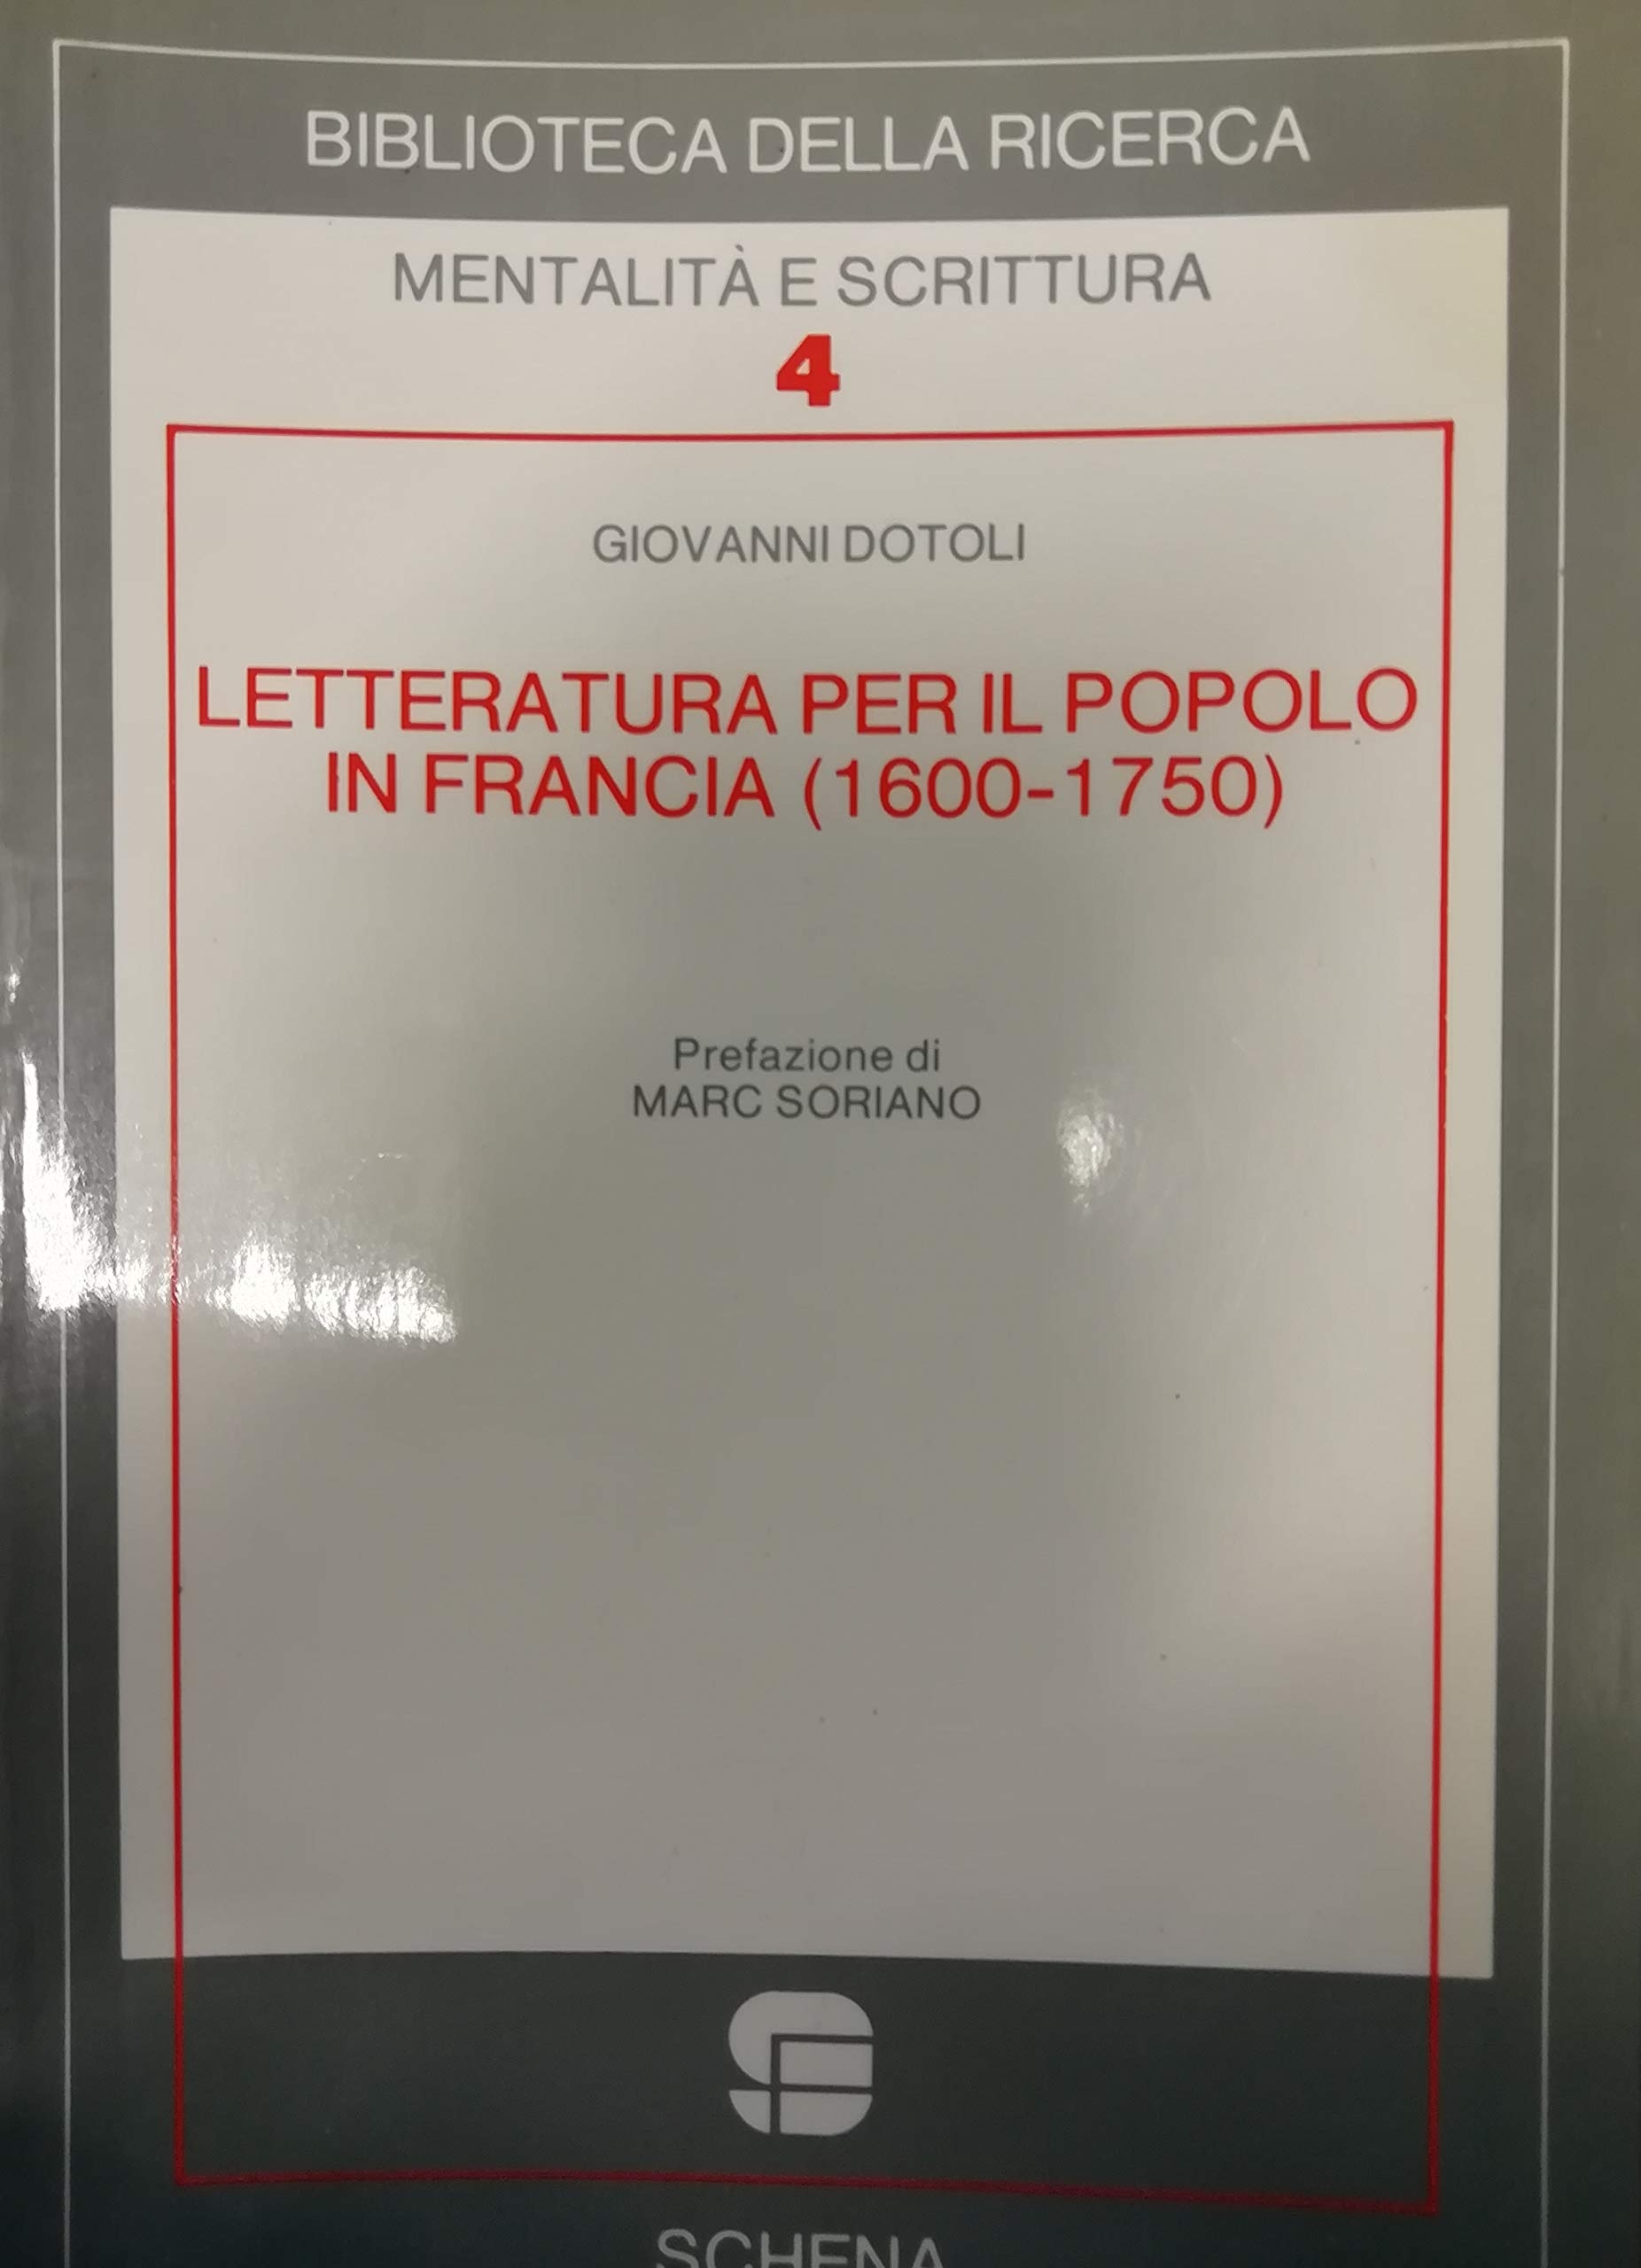 BIBLIOTECA DELLA RICERCA
MENTALITÀ E SCRITTURA
4
GIOVANNI DOTOLI
LETTERATURA PER IL POPOLO
IN FRANCIA (1600-1750)
Prefazione di
MARC SORIANO
SCHENA